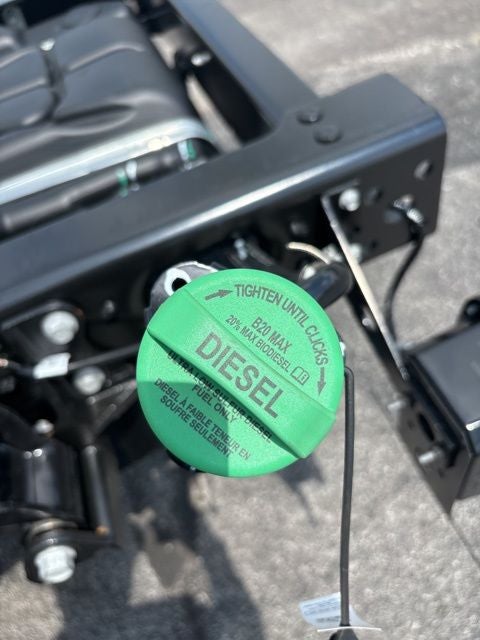 TIGHTEN UNTIL CLICKS
B20 MAX
20% MAX BIODIESEL
DIESEL
ULTRA LOW SULFUR DIESEL
FUEL ONLY
DIESEL À FAIBLE TENEUR EN
SOUFRE SEULEMENT.